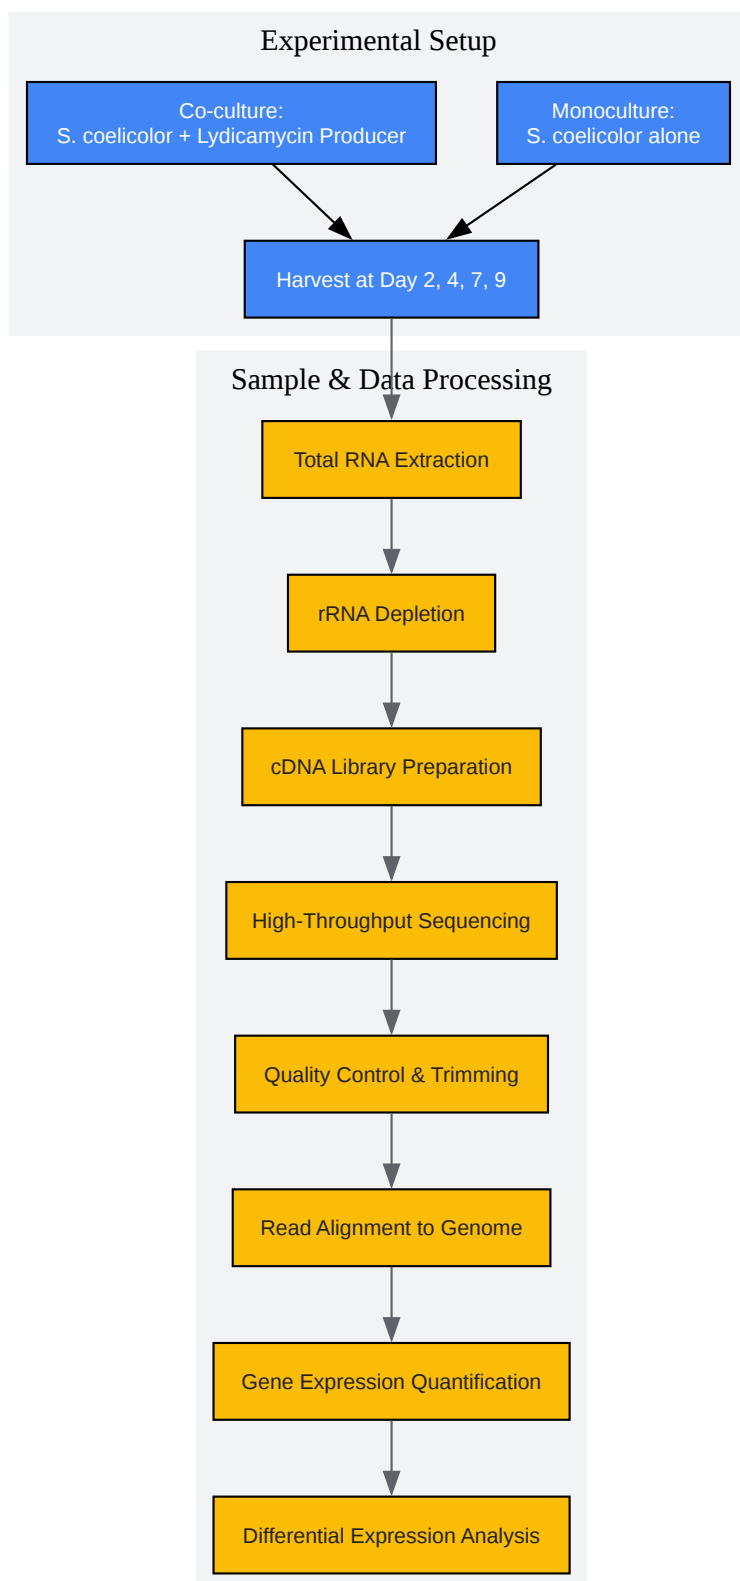 Experimental Setup
Co-culture:
S. coelicolor + Lydicamycin Producer
Monoculture:
S. coelicolor alone
Harvest at Day 2, 4, 7, 9
Sample & Data Processing
Total RNA Extraction
rRNA Depletion
cDNA Library Preparation
High-Throughput Sequencing
Quality Control & Trimming
Read Alignment to Genome
Gene Expression Quantification
Differential Expression Analysis